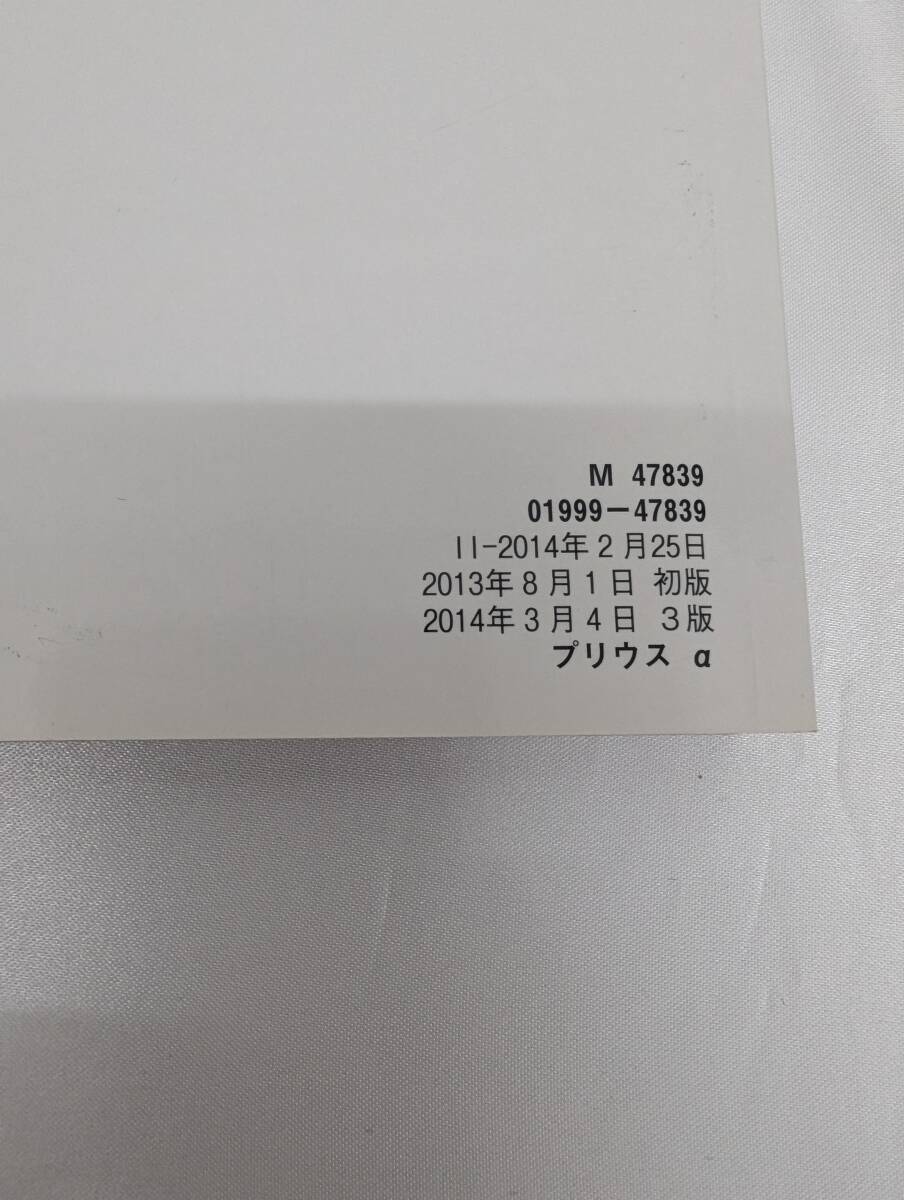 M 47839
01999-47839
II-2014年2月25日
2013年8月1日 初版
2014年3月4日 3版
プリウス α